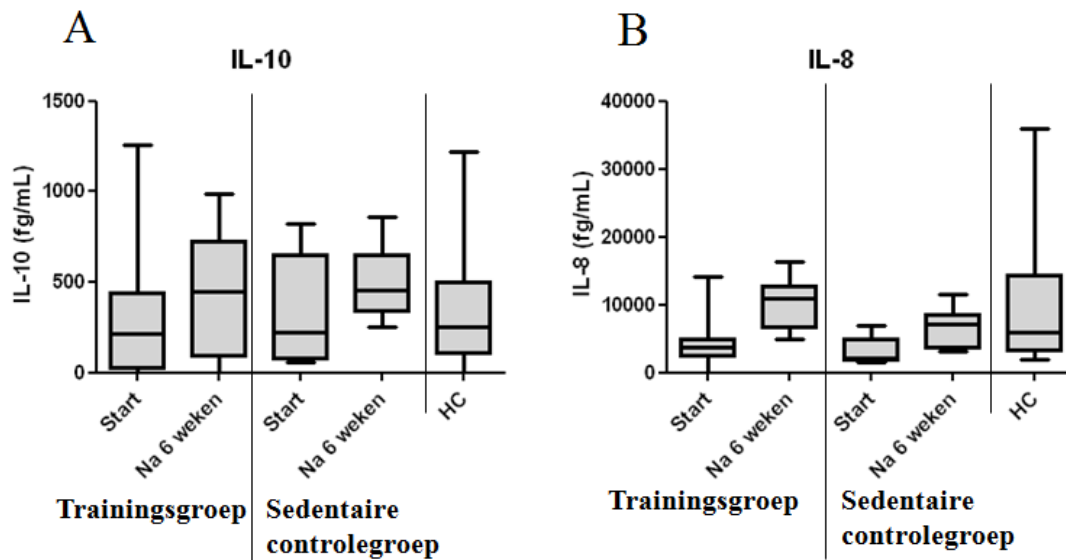 A
IL-10
IL-10 (fg/mL)
1500
1000
500
0
Start
Na 6 weken
Start
Na 6 weken
HC
Trainingsgroep
Sedentaire
controlegroep
B
IL-8
IL-8 (fg/mL)
40000
30000
20000
10000
0
Start
Na 6 weken
Start
Na 6 weken
HC
Trainingsgroep
Sedentaire
controlegroep